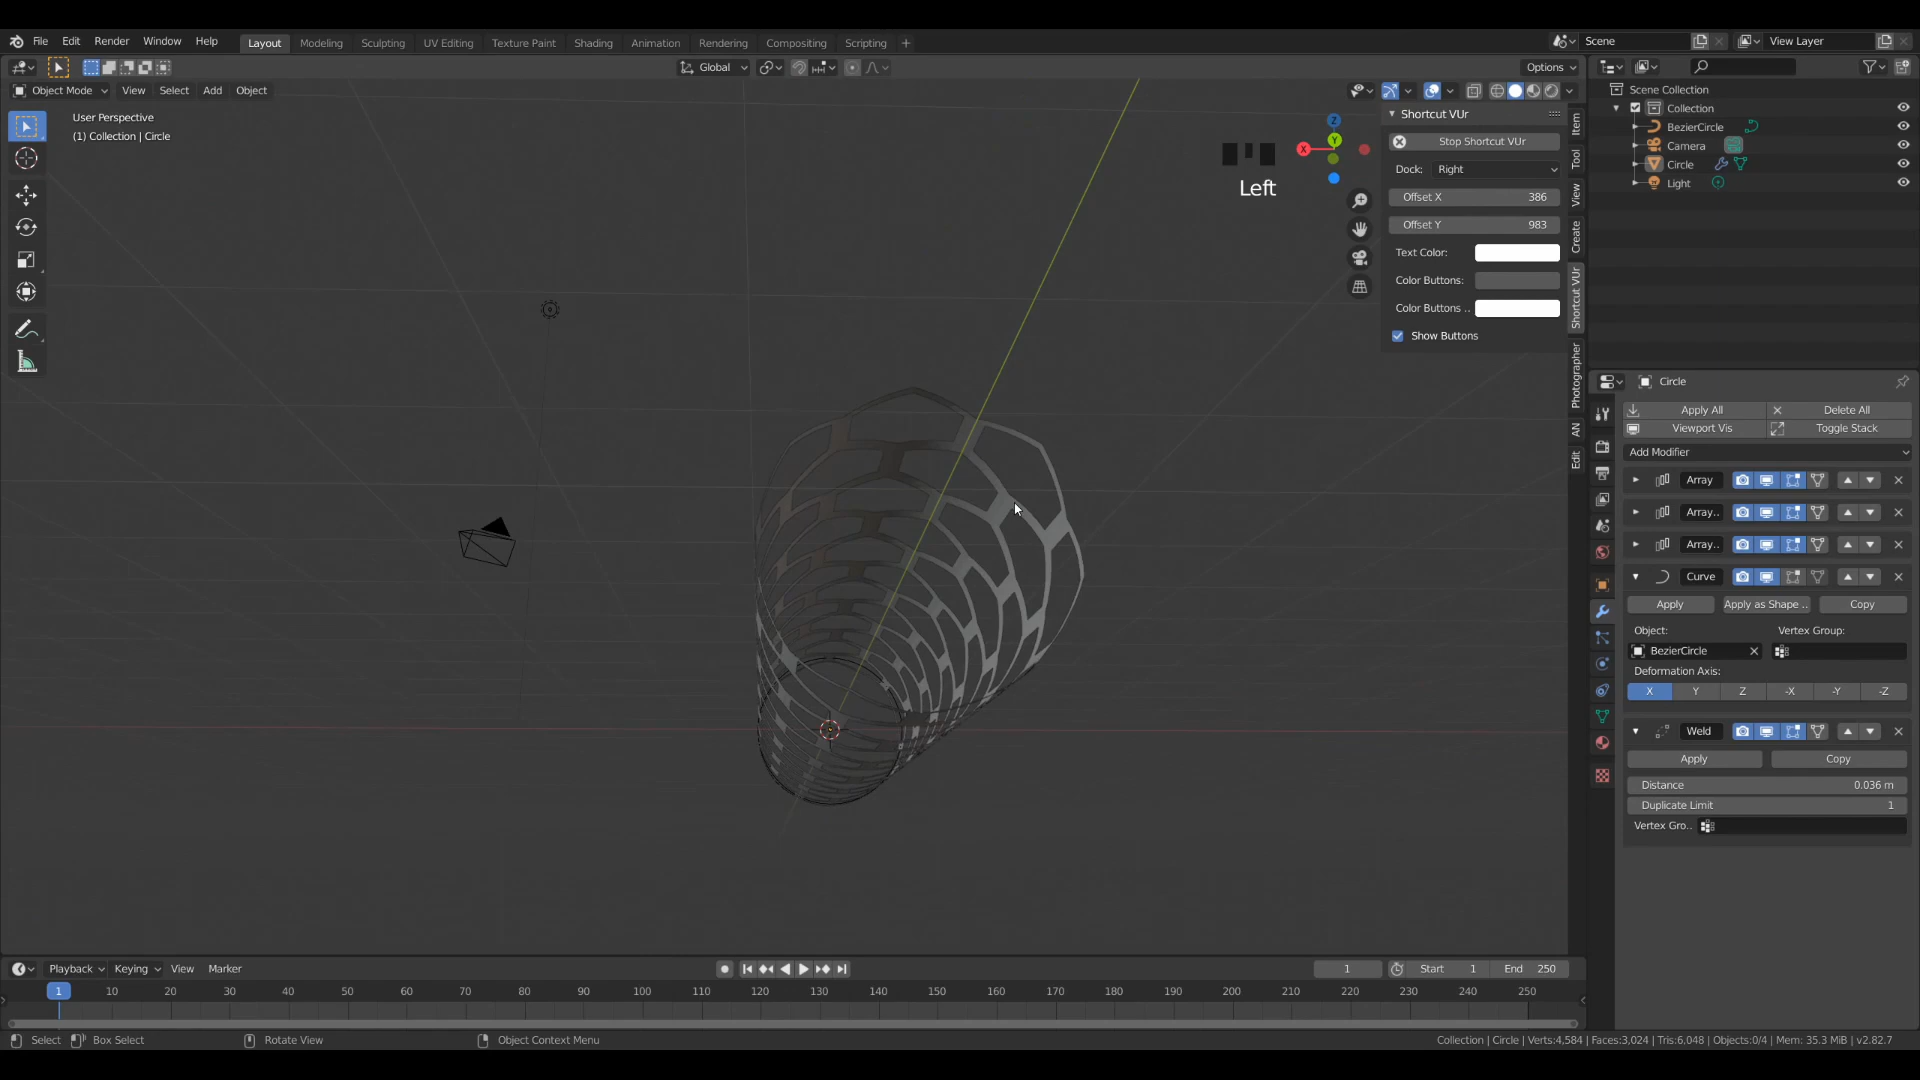 File Edit Render Window Help Layout Modeling Sculpting UV Editing Texture Paint Shading Animation Rendering Compositing Scripting + Scene View Layer
Global Options
Object Mode View Select Add Object
User Perspective
(1) Collection | Circle
Z
Y
X
Left
Shortcut VUr
Stop Shortcut VUr
Dock: Right
Offset X 386
Offset Y 983
Text Color:
Color Buttons:
Color Buttons ..
Show Buttons
Item
Tool
View
Create
Shortcut VUr
Photographer
AN
Edit
Scene Collection
Collection
BezierCircle
Camera
Circle
Light
Circle
Apply All Delete All
Viewport Vis Toggle Stack
Add Modifier
Array
Array..
Array..
Curve
Apply Apply as Shape .. Copy
Object: Vertex Group:
BezierCircle
Deformation Axis:
X Y Z -X -Y -Z
Weld
Apply Copy
Distance 0.036 m
Duplicate Limit 1
Vertex Gro..
Playback Keying View Marker 1 Start 1 End 250
1 10 20 30 40 50 60 70 80 90 100 110 120 130 140 150 160 170 180 190 200 210 220 230 240 250
Select Box Select Rotate View Object Context Menu Collection | Circle | Verts:4,584 | Faces:3,024 | Tris:6,048 | Objects:0/4 | Mem: 35.3 MiB | v2.82.7